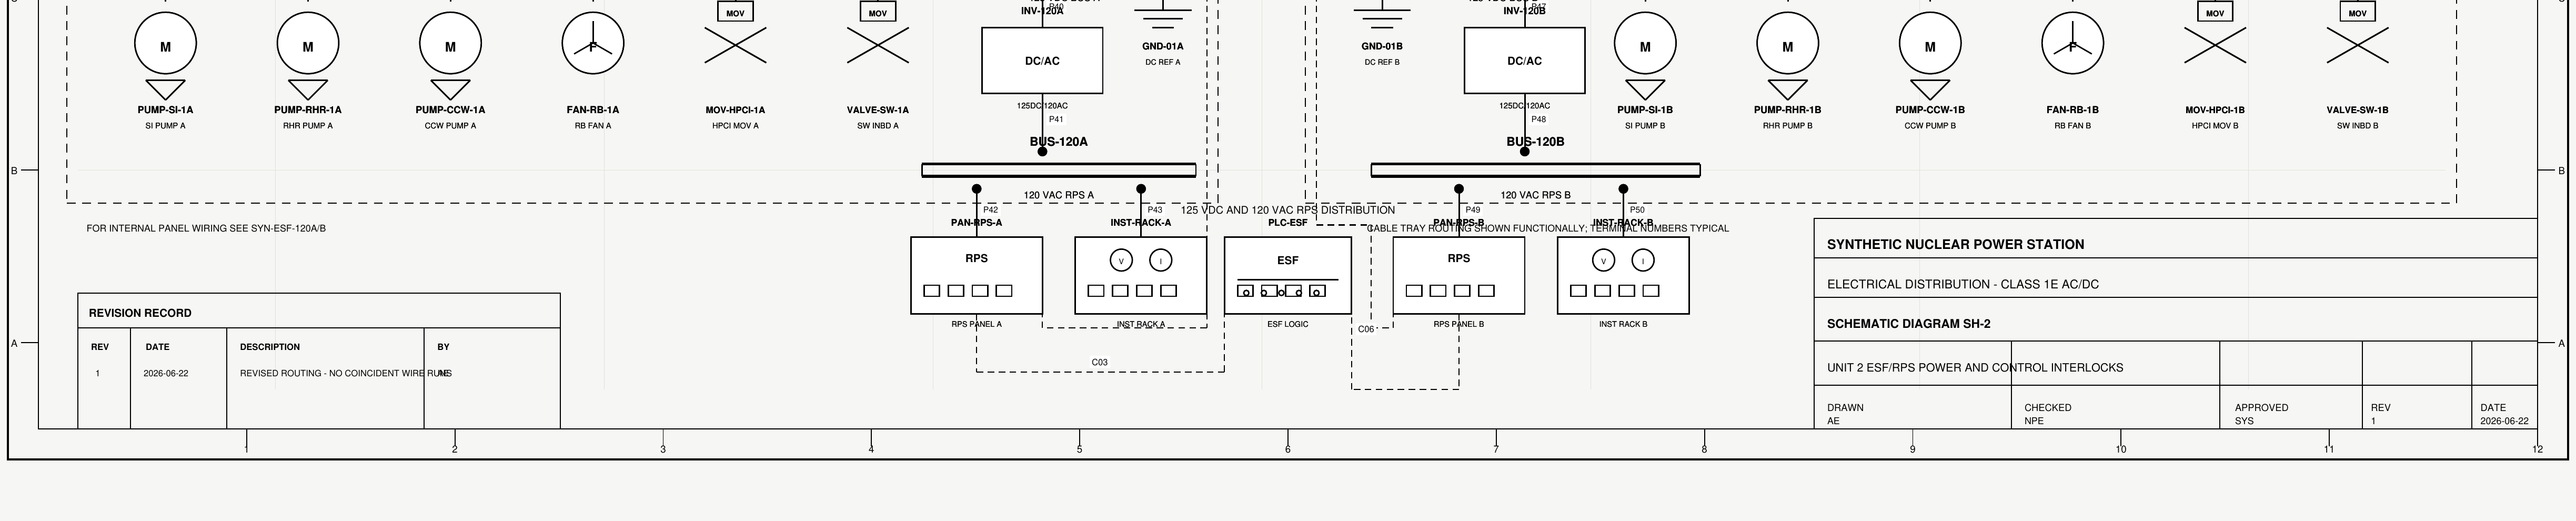 C
C
125 VDC BUS A
P40
INV-120A
125 VDC BUS B
P47
INV-120B
MOV
MOV
MOV
MOV
M
M
M
F
M
M
M
F
DC/AC
GND-01A
DC REF A
GND-01B
DC REF B
DC/AC
PUMP-SI-1A
SI PUMP A
PUMP-RHR-1A
RHR PUMP A
PUMP-CCW-1A
CCW PUMP A
FAN-RB-1A
RB FAN A
MOV-HPCI-1A
HPCI MOV A
VALVE-SW-1A
SW INBD A
125DC/120AC
P41
125DC/120AC
P48
PUMP-SI-1B
SI PUMP B
PUMP-RHR-1B
RHR PUMP B
PUMP-CCW-1B
CCW PUMP B
FAN-RB-1B
RB FAN B
MOV-HPCI-1B
HPCI MOV B
VALVE-SW-1B
SW INBD B
BUS-120A
BUS-120B
B
B
120 VAC RPS A
120 VAC RPS B
P42
P43
125 VDC AND 120 VAC RPS DISTRIBUTION
P49
P50
PAN-RPS-A
INST-RACK-A
PLC-ESF
PAN-RPS-B
INST-RACK-B
FOR INTERNAL PANEL WIRING SEE SYN-ESF-120A/B
CABLE TRAY ROUTING SHOWN FUNCTIONALLY; TERMINAL NUMBERS TYPICAL
RPS
V
I
ESF
RPS
V
I
RPS PANEL A
INST RACK A
ESF LOGIC
C06
RPS PANEL B
INST RACK B
C03
SYNTHETIC NUCLEAR POWER STATION
ELECTRICAL DISTRIBUTION - CLASS 1E AC/DC
SCHEMATIC DIAGRAM SH-2
UNIT 2 ESF/RPS POWER AND CONTROL INTERLOCKS
DRAWN
AE
CHECKED
NPE
APPROVED
SYS
REV
1
DATE
2026-06-22
REVISION RECORD
REV
DATE
DESCRIPTION
BY
1
2026-06-22
REVISED ROUTING - NO COINCIDENT WIRE RUNS
AE
A
A
1
2
3
4
5
6
7
8
9
10
11
12